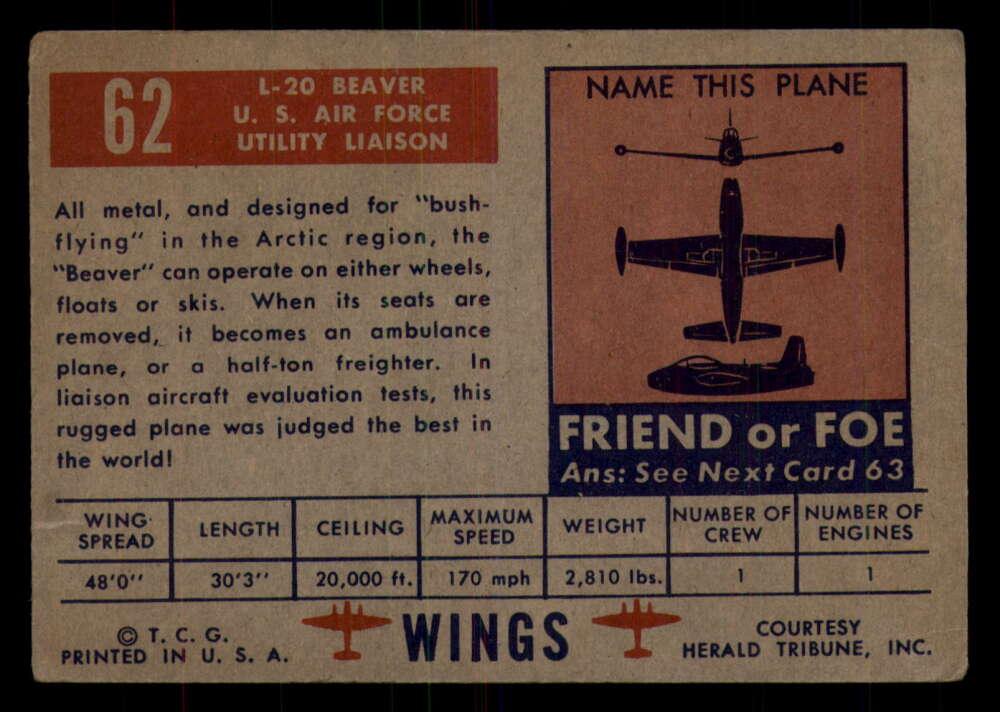 62
L-20 BEAVER
U. S. AIR FORCE
UTILITY LIAISON
All metal, and designed for "bush-
flying" in the Arctic region, the
"Beaver" can operate on either wheels,
floats or skis. When its seats are
removed, it becomes an ambulance
plane, or a half-ton freighter. In
liaison aircraft evaluation tests, this
rugged plane was judged the best in
the world!
NAME THIS PLANE
FRIEND or FOE
Ans: See Next Card 63
WING-
SPREAD
LENGTH
CEILING
MAXIMUM
SPEED
WEIGHT
NUMBER OF
CREW
NUMBER OF
ENGINES
48'0''
30'3''
20,000 ft.
170 mph
2,810 lbs.
1
1
© T. C. G.
PRINTED IN U. S. A.
WINGS
COURTESY
HERALD TRIBUNE, INC.